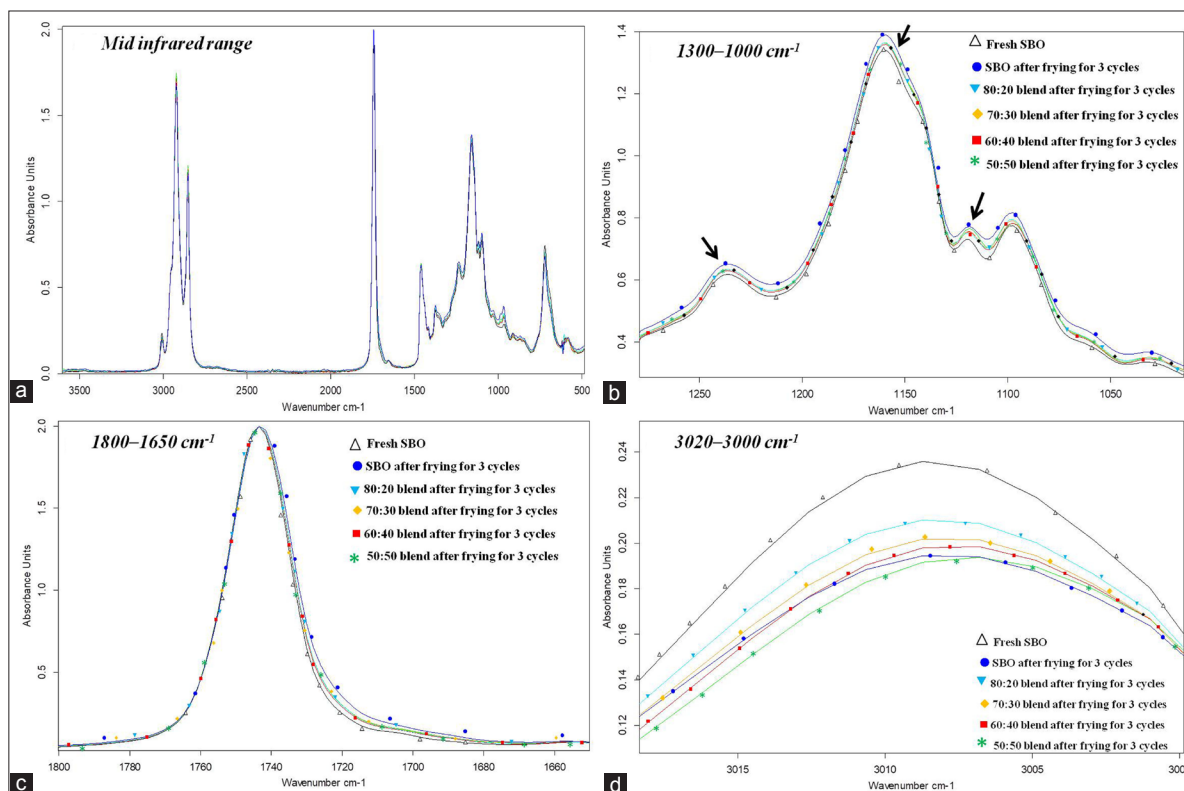 Mid infrared range
Absorbance Units
2.0
1.5
1.0
0.5
0.0
3500
3000
2500
2000
1500
1000
500
Wavenumber cm-1
a
1300–1000 cm-1
Absorbance Units
1.4
1.2
1.0
0.8
0.6
0.4
1250
1200
1150
1100
1050
Wavenumber cm-1
Fresh SBO
SBO after frying for 3 cycles
80:20 blend after frying for 3 cycles
70:30 blend after frying for 3 cycles
60:40 blend after frying for 3 cycles
50:50 blend after frying for 3 cycles
b
1800–1650 cm-1
Absorbance Units
2.0
1.5
1.0
0.5
1800
1780
1760
1740
1720
1700
1680
1660
Wavenumber cm-1
Fresh SBO
SBO after frying for 3 cycles
80:20 blend after frying for 3 cycles
70:30 blend after frying for 3 cycles
60:40 blend after frying for 3 cycles
50:50 blend after frying for 3 cycles
c
3020–3000 cm-1
Absorbance Units
0.24
0.22
0.20
0.18
0.16
0.14
0.12
3015
3010
3005
300
Wavenumber cm-1
Fresh SBO
SBO after frying for 3 cycles
80:20 blend after frying for 3 cycles
70:30 blend after frying for 3 cycles
60:40 blend after frying for 3 cycles
50:50 blend after frying for 3 cycles
d